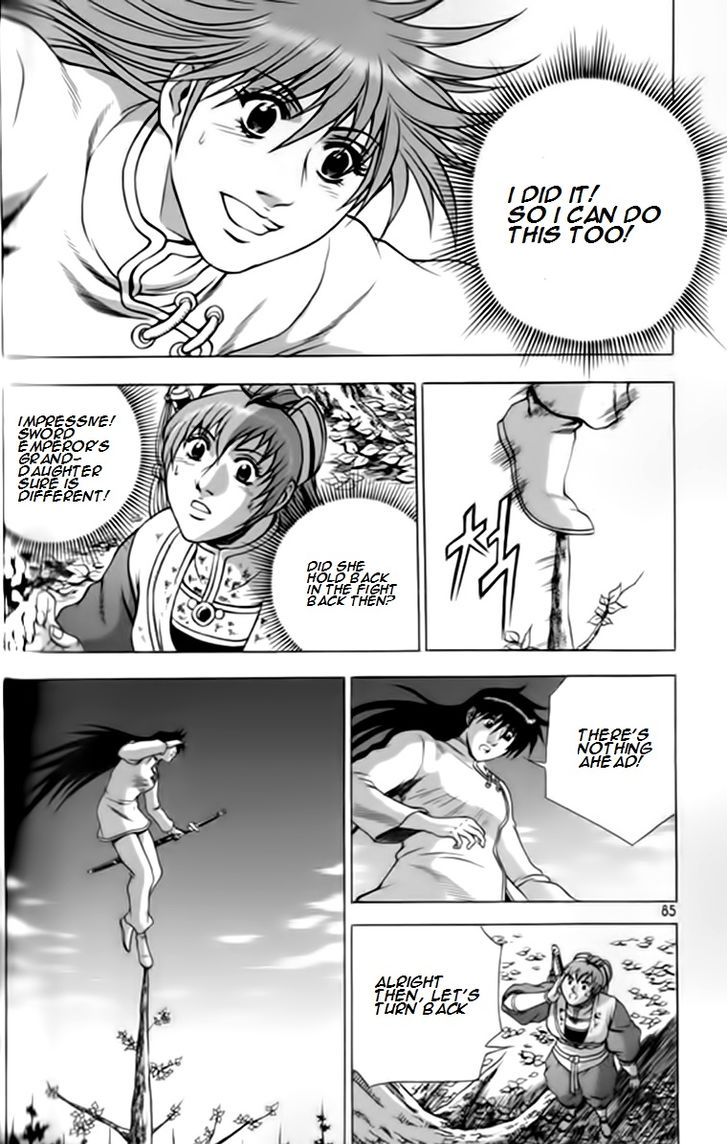 I DID IT!
SO I CAN DO
THIS TOO!
IMPRESSIVE!
SWORD
EMPEROR'S
GRAND-
DAUGHTER
SURE IS
DIFFERENT!
DID SHE
HOLD BACK
IN THE FIGHT
BACK THEN?
척
THERE'S
NOTHING
AHEAD!
85
ALRIGHT
THEN, LET'S
TURN BACK